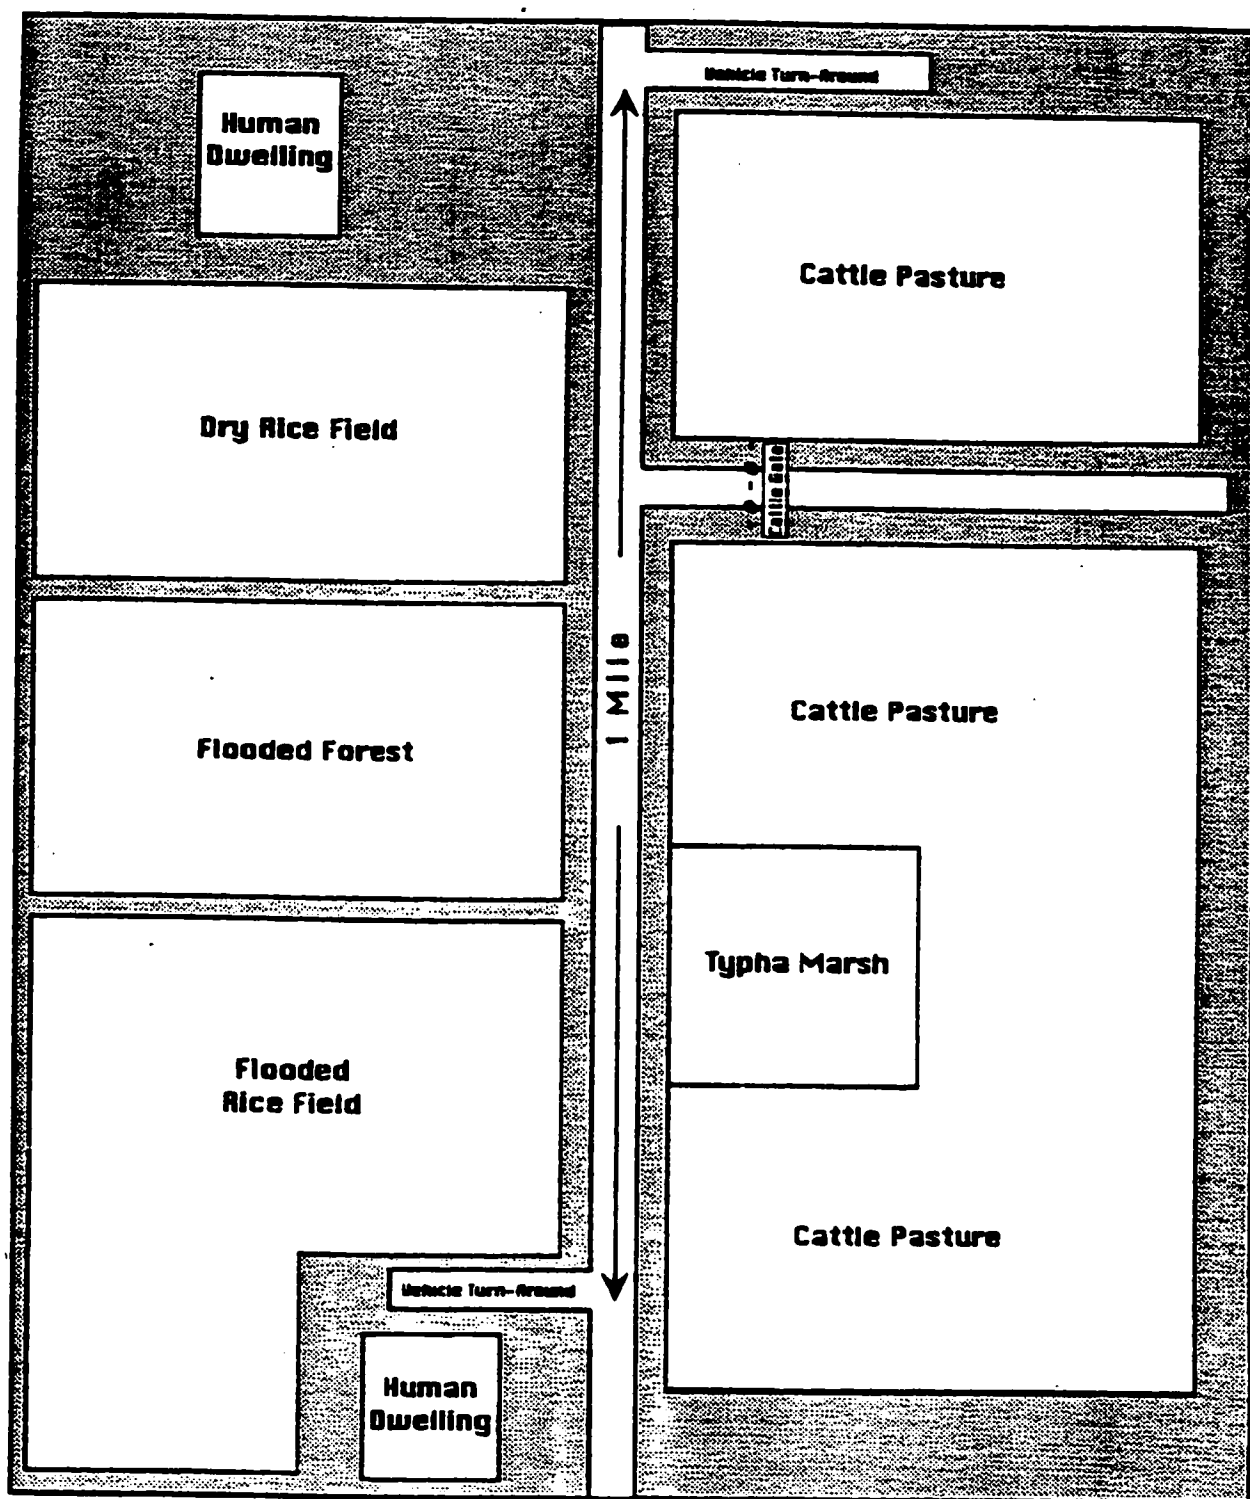 Vehicle Turn-Around
Human
Dwelling
Cattle Pasture
Dry Rice Field
Cattle Gate
1 Mile
Cattle Pasture
Flooded Forest
Typha Marsh
Flooded
Rice Field
Cattle Pasture
Vehicle Turn-Around
Human
Dwelling